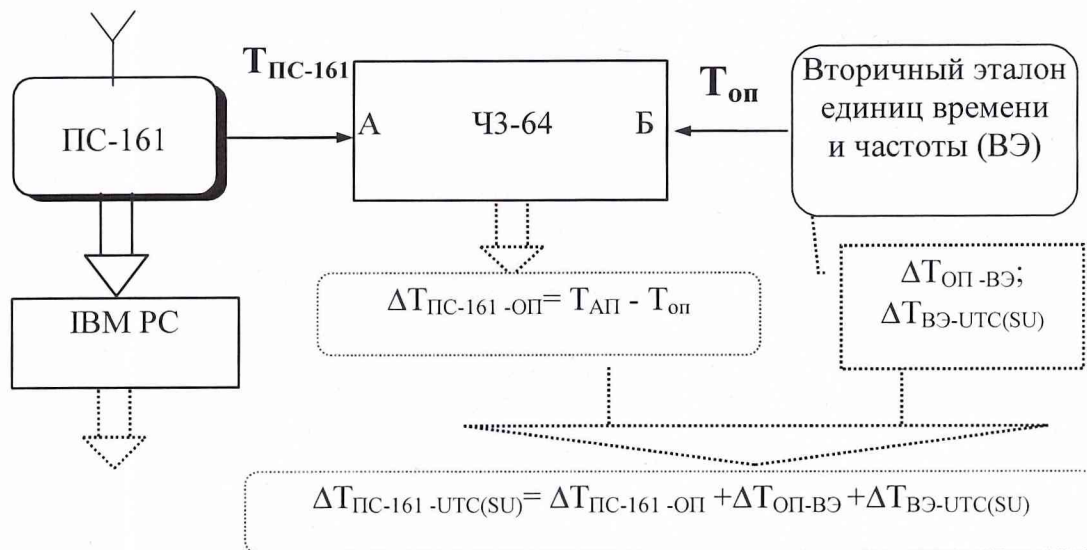 T_ПС-161
T_оп
ПС-161
А Ч3-64 Б
Вторичный эталон
единиц времени
и частоты (ВЭ)
IBM PC
ΔT_ПС-161 -ОП= T_АП - T_оп
ΔT_ОП -ВЭ;
ΔT_ВЭ-UTC(SU)
ΔT_ПС-161 -UTC(SU)= ΔT_ПС-161 -ОП +ΔT_ОП-ВЭ +ΔT_ВЭ-UTC(SU)